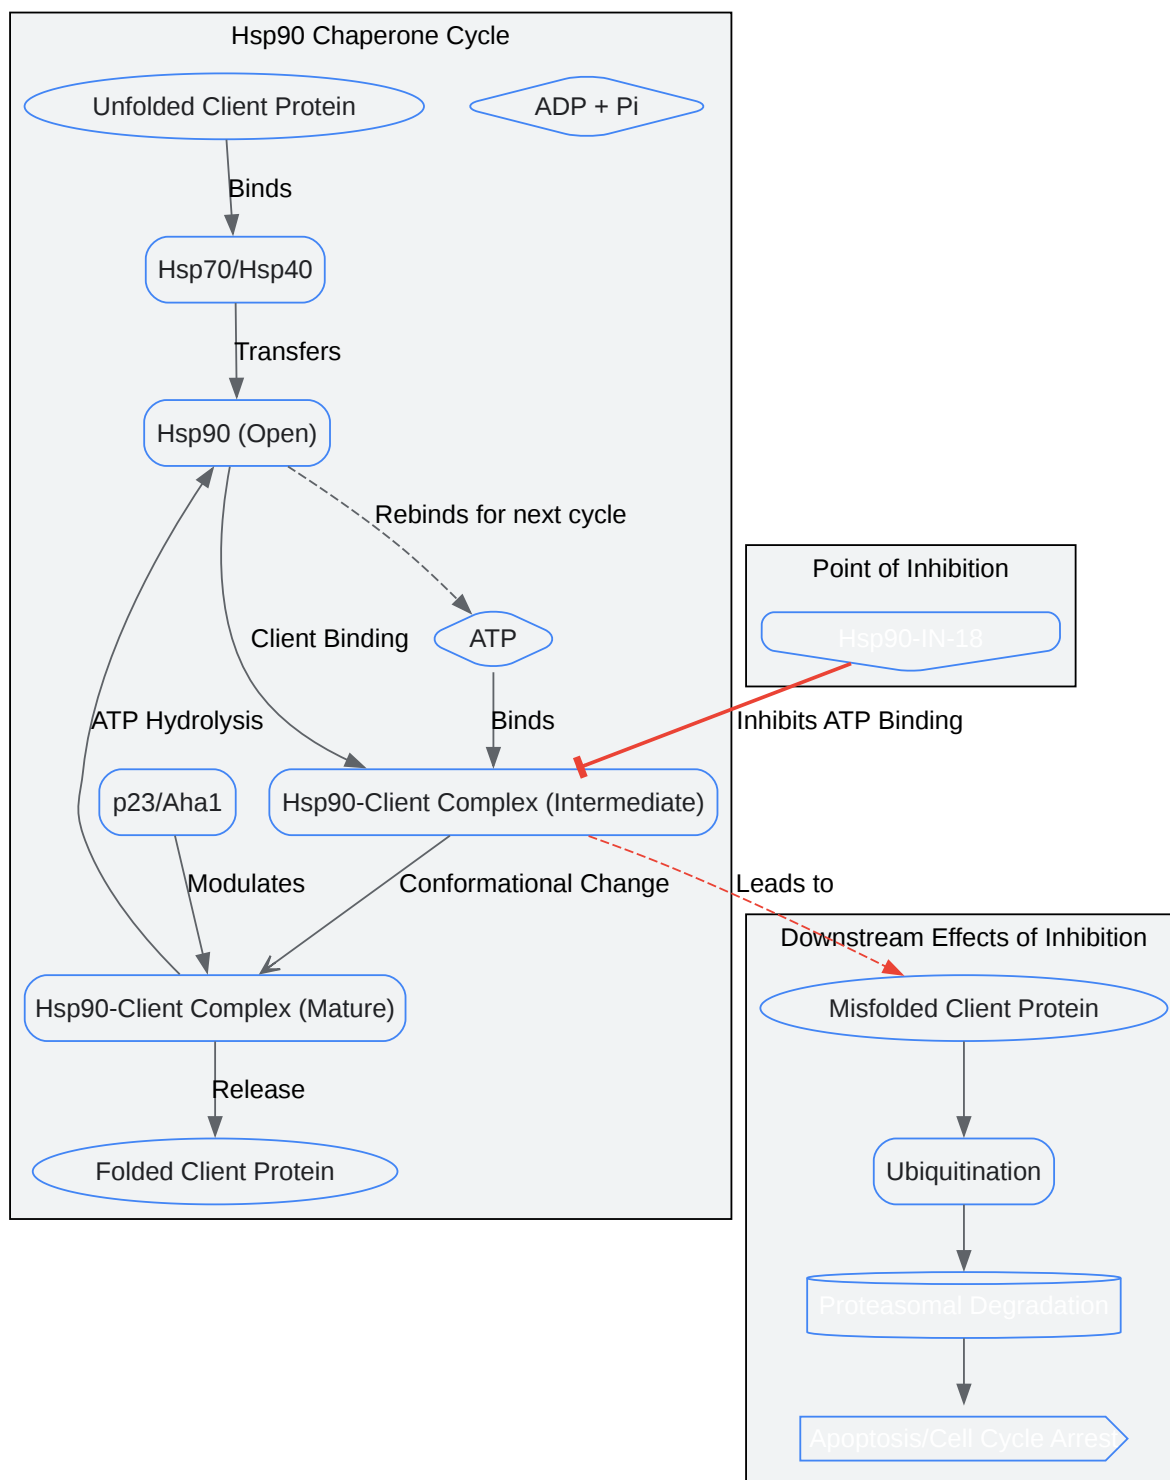 Hsp90 Chaperone Cycle
Unfolded Client Protein
ADP + Pi
Binds
Hsp70/Hsp40
Transfers
Hsp90 (Open)
Rebinds for next cycle
Point of Inhibition
Client Binding
ATP
Hsp90-IN-18
ATP Hydrolysis
Binds
Inhibits ATP Binding
p23/Aha1
Hsp90-Client Complex (Intermediate)
Modulates
Conformational Change
Leads to
Downstream Effects of Inhibition
Hsp90-Client Complex (Mature)
Misfolded Client Protein
Release
Folded Client Protein
Ubiquitination
Proteasomal Degradation
Apoptosis/Cell Cycle Arrest